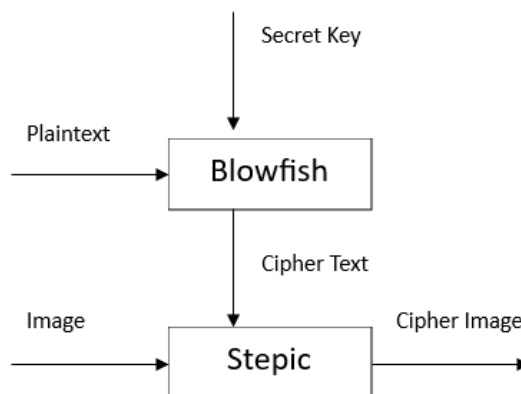 Secret Key
Plaintext
Blowfish
Cipher Text
Image
Cipher Image
Stepic